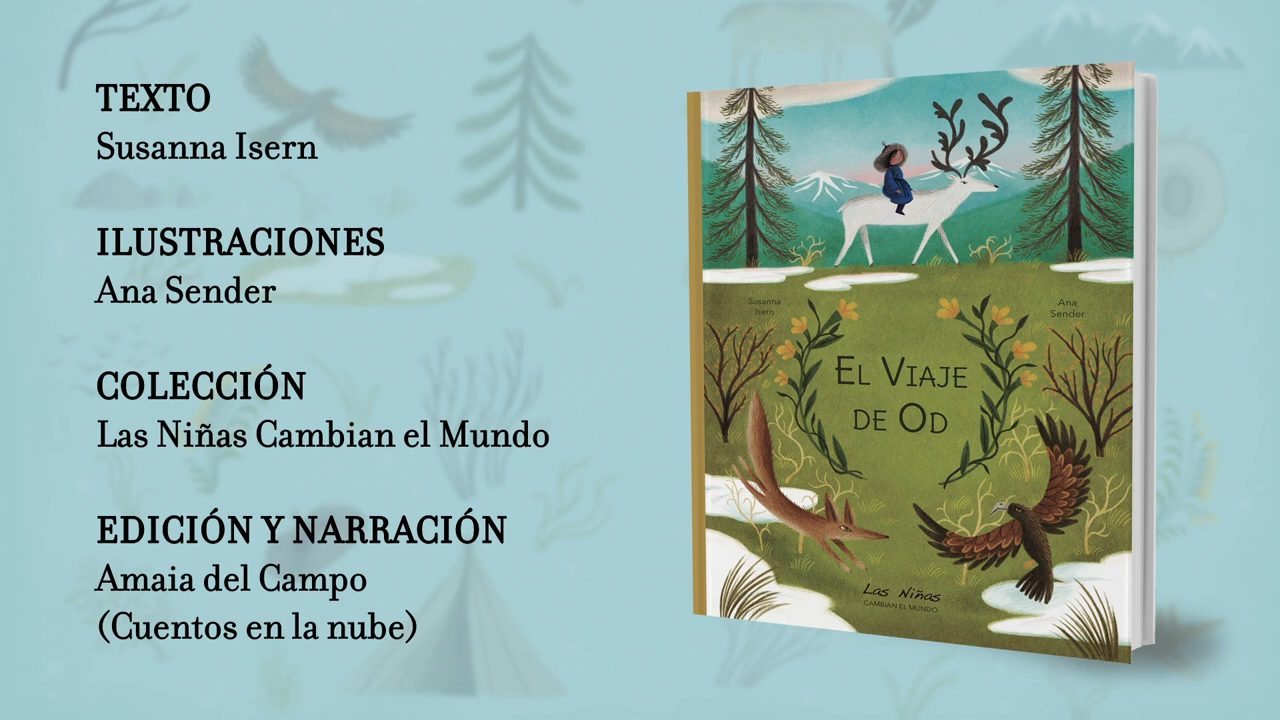 TEXTO
Susanna Isern
ILUSTRACIONES
Ana Sender
COLECCIÓN
Las Niñas Cambian el Mundo
EDICIÓN Y NARRACIÓN
Amaia del Campo
(Cuentos en la nube)
Susanna
Isern
Ana
Sender
EL VIAJE
DE OD
Las Niñas
CAMBIAN EL MUNDO